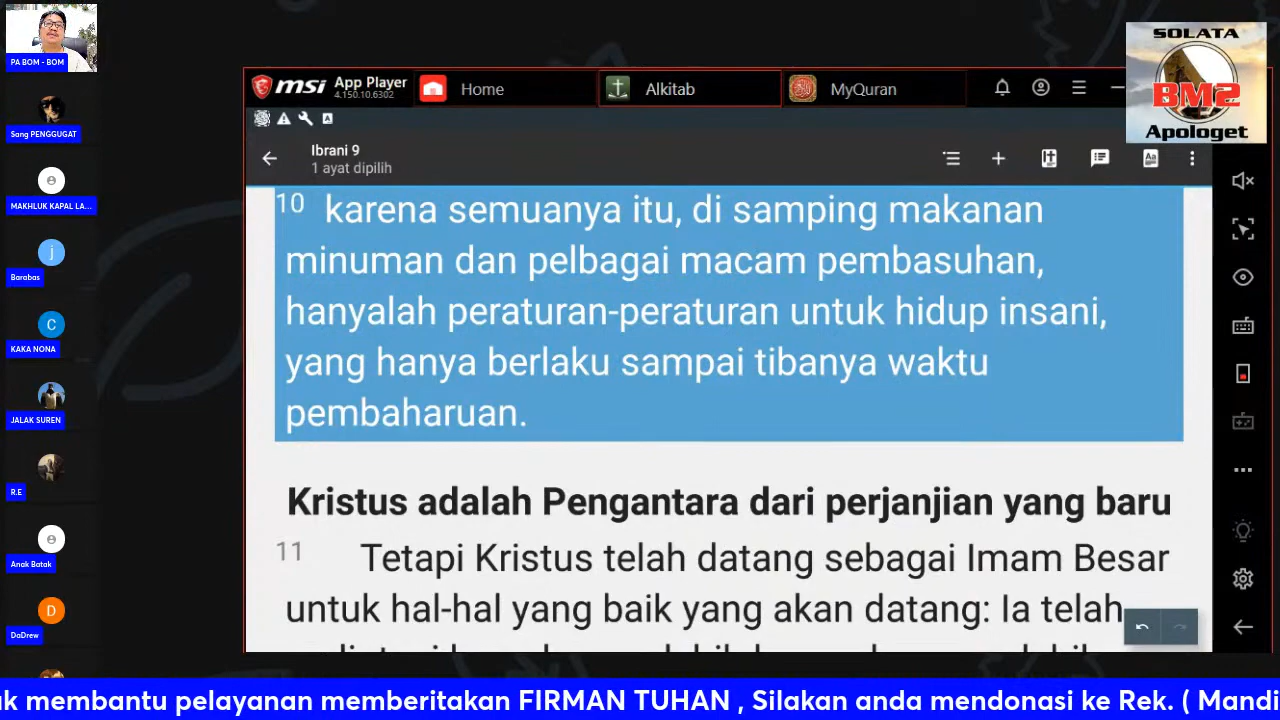 PA BOM - BOM
Sang PENGGUGAT
MAKHLUK KAPAL LA...
j
Barabas
C
KAKA NONA
JALAK SUREN
R.E
Anak Batak
D
DaDrew
msi App Player
4.150.10.6302
Home
Alkitab
MyQuran
SOLATA
BM2
Apologet
Ibrani 9
1 ayat dipilih
10 karena semuanya itu, di samping makanan
minuman dan pelbagai macam pembasuhan,
hanyalah peraturan-peraturan untuk hidup insani,
yang hanya berlaku sampai tibanya waktu
pembaharuan.
Kristus adalah Pengantara dari perjanjian yang baru
11 Tetapi Kristus telah datang sebagai Imam Besar
untuk hal-hal yang baik yang akan datang: Ia telah
membantu pelayanan memberitakan FIRMAN TUHAN , Silakan anda mendonasi ke Rek. ( Mandi